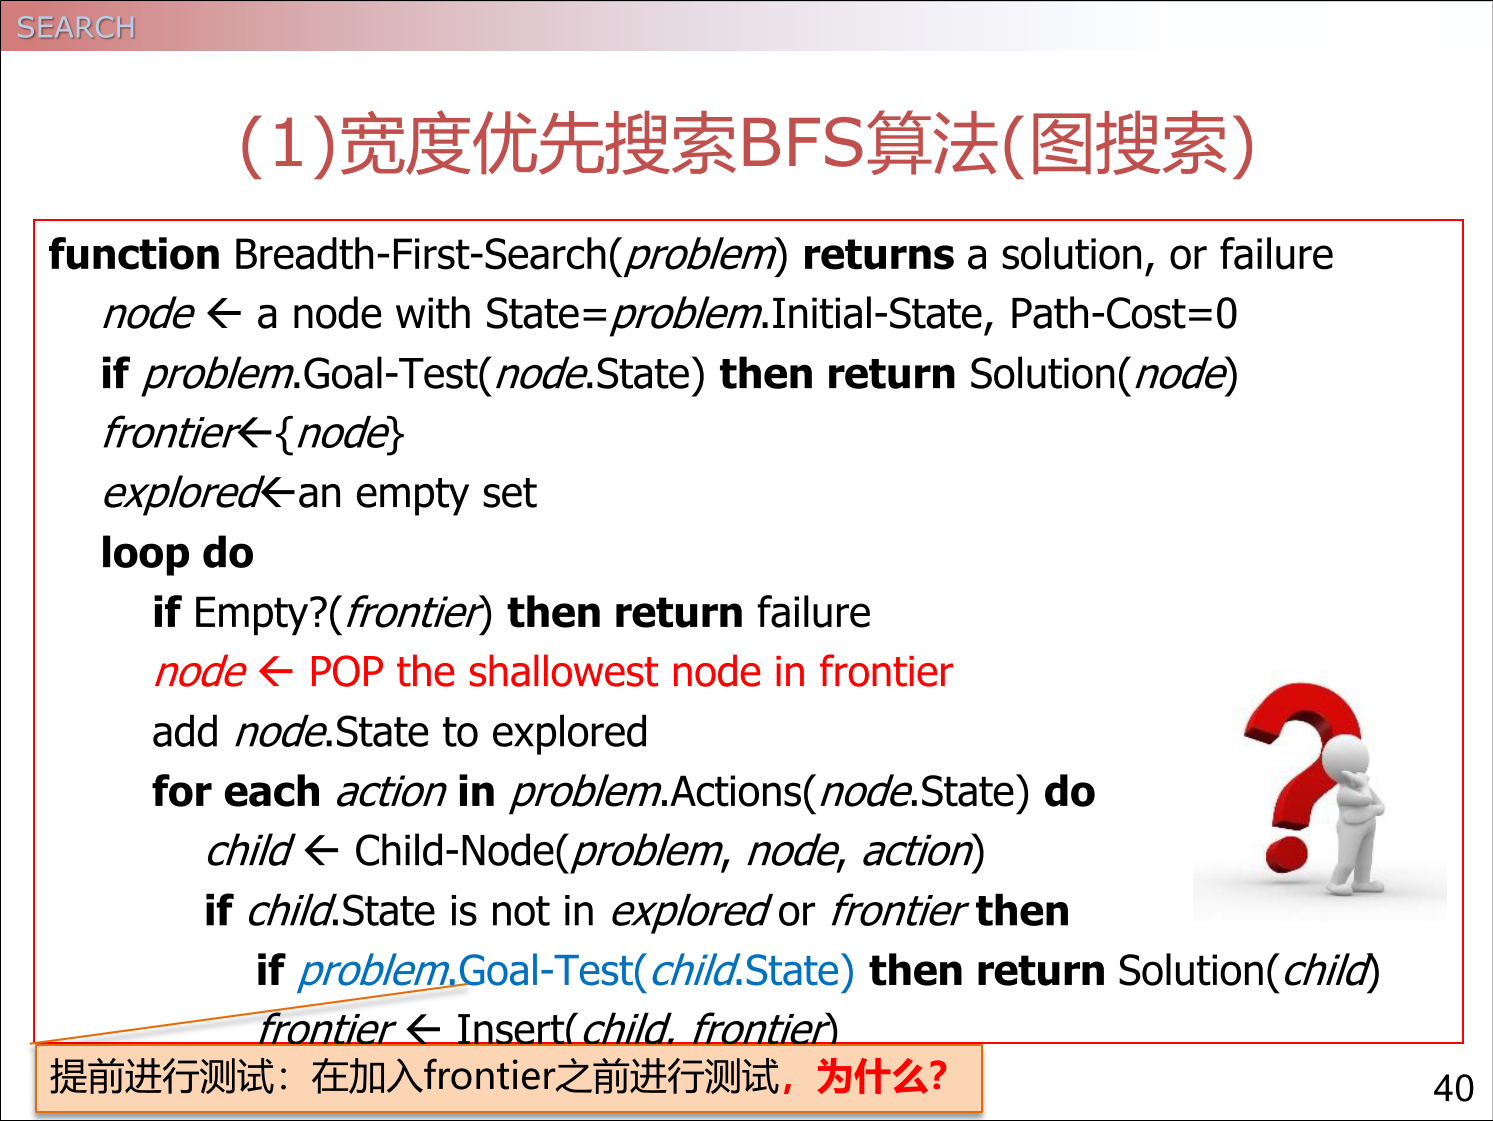 SEARCH
(1)宽度优先搜索BFS算法(图搜索)
function Breadth-First-Search(problem) returns a solution, or failure
node ← a node with State=problem.Initial-State, Path-Cost=0
if problem.Goal-Test(node.State) then return Solution(node)
frontier←{node}
explored←an empty set
loop do
if Empty?(frontier) then return failure
node ← POP the shallowest node in frontier
add node.State to explored
for each action in problem.Actions(node.State) do
child ← Child-Node(problem, node, action)
if child.State is not in explored or frontier then
if problem.Goal-Test(child.State) then return Solution(child)
frontier ← Insert(child, frontier)
提前进行测试：在加入frontier之前进行测试，为什么？
40